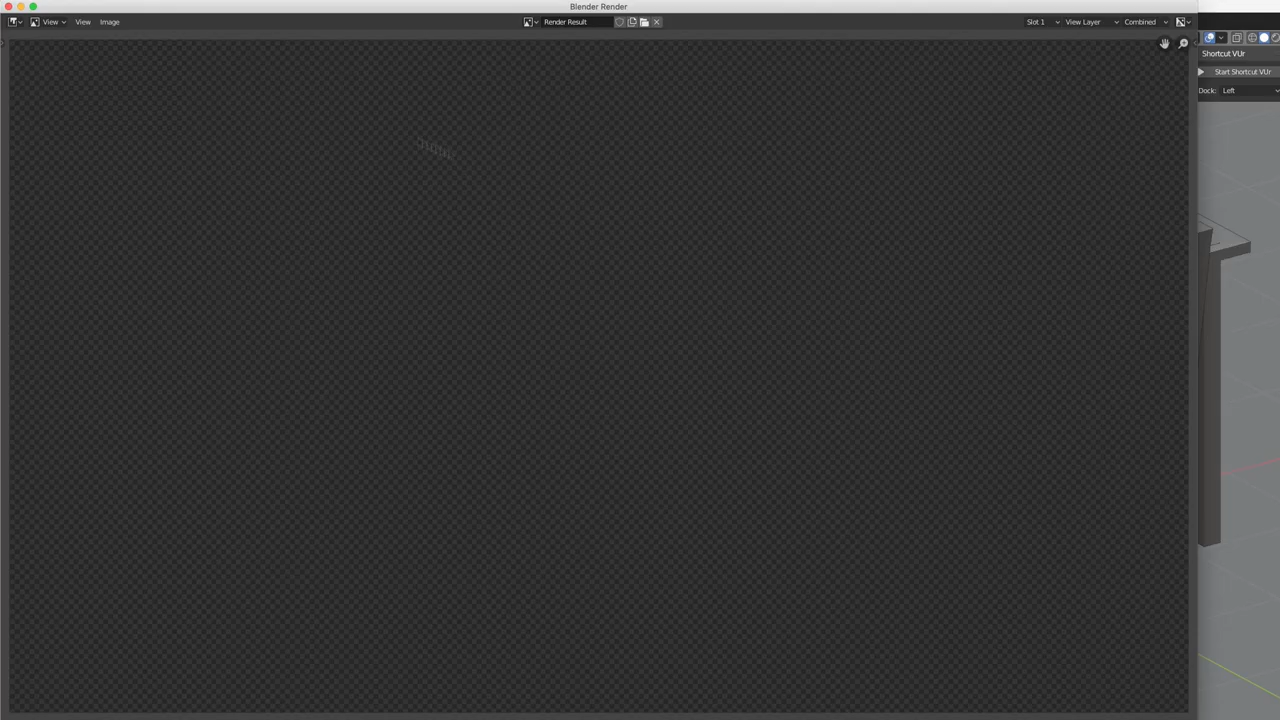 Blender Render
View View Image Render Result Slot 1 View Layer Combined
Shortcut VUr
Start Shortcut VUr
Dock: Left